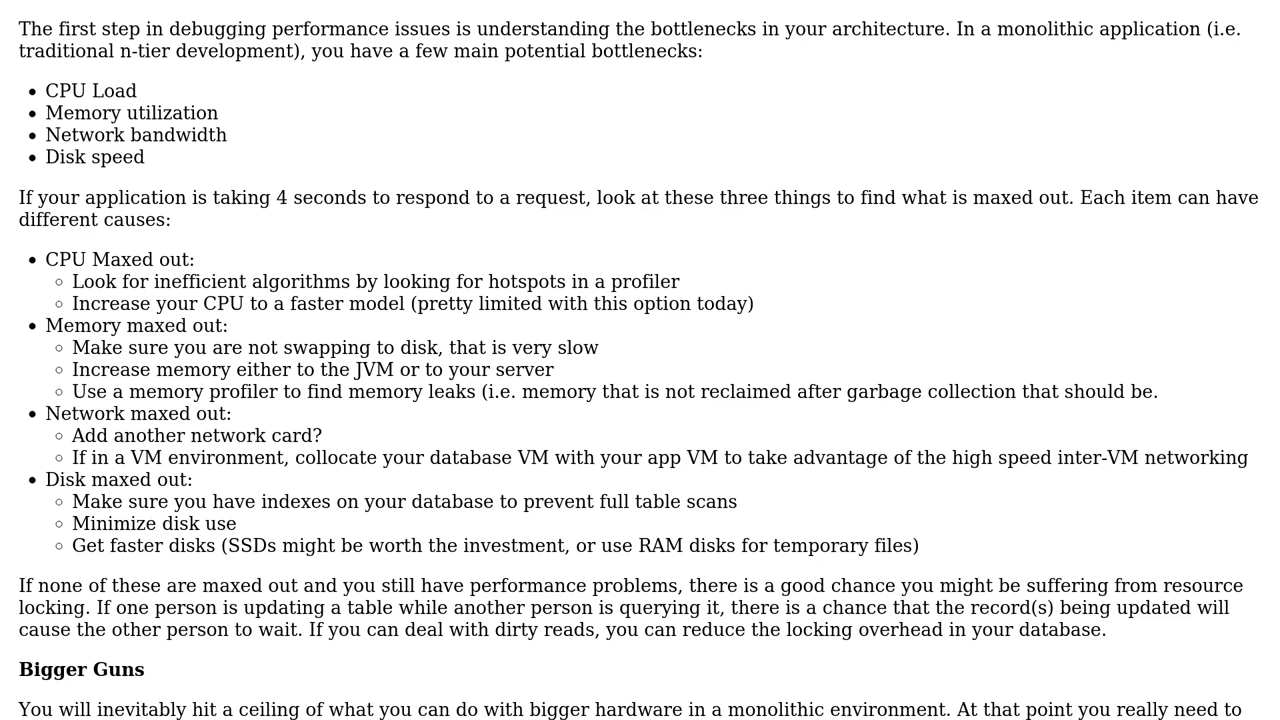 The first step in debugging performance issues is understanding the bottlenecks in your architecture. In a monolithic application (i.e.
traditional n-tier development), you have a few main potential bottlenecks:
• CPU Load
• Memory utilization
• Network bandwidth
• Disk speed
If your application is taking 4 seconds to respond to a request, look at these three things to find what is maxed out. Each item can have
different causes:
• CPU Maxed out:
◦ Look for inefficient algorithms by looking for hotspots in a profiler
◦ Increase your CPU to a faster model (pretty limited with this option today)
• Memory maxed out:
◦ Make sure you are not swapping to disk, that is very slow
◦ Increase memory either to the JVM or to your server
◦ Use a memory profiler to find memory leaks (i.e. memory that is not reclaimed after garbage collection that should be.
• Network maxed out:
◦ Add another network card?
◦ If in a VM environment, collocate your database VM with your app VM to take advantage of the high speed inter-VM networking
• Disk maxed out:
◦ Make sure you have indexes on your database to prevent full table scans
◦ Minimize disk use
◦ Get faster disks (SSDs might be worth the investment, or use RAM disks for temporary files)
If none of these are maxed out and you still have performance problems, there is a good chance you might be suffering from resource
locking. If one person is updating a table while another person is querying it, there is a chance that the record(s) being updated will
cause the other person to wait. If you can deal with dirty reads, you can reduce the locking overhead in your database.
Bigger Guns
You will inevitably hit a ceiling of what you can do with bigger hardware in a monolithic environment. At that point you really need to